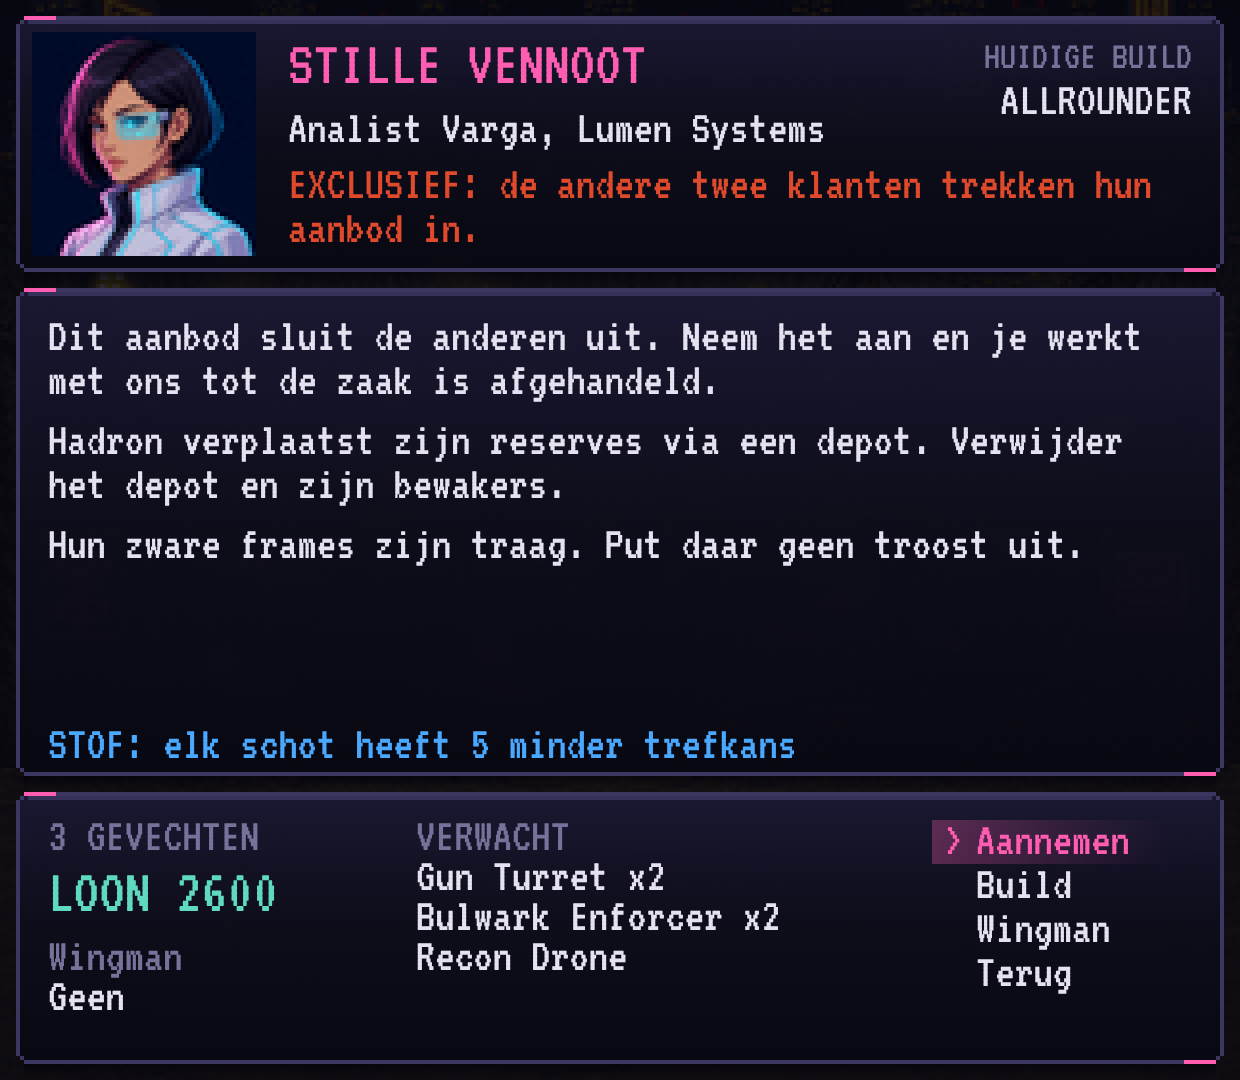 STILLE VENNOOT
HUIDIGE BUILD
ALLROUNDER
Analist Varga, Lumen Systems
EXCLUSIEF: de andere twee klanten trekken hun
aanbod in.
Dit aanbod sluit de anderen uit. Neem het aan en je werkt
met ons tot de zaak is afgehandeld.
Hadron verplaatst zijn reserves via een depot. Verwijder
het depot en zijn bewakers.
Hun zware frames zijn traag. Put daar geen troost uit.
STOF: elk schot heeft 5 minder trefkans
3 GEVECHTEN
LOON 2600
Wingman
Geen
VERWACHT
Gun Turret x2
Bulwark Enforcer x2
Recon Drone
> Aannemen
Build
Wingman
Terug